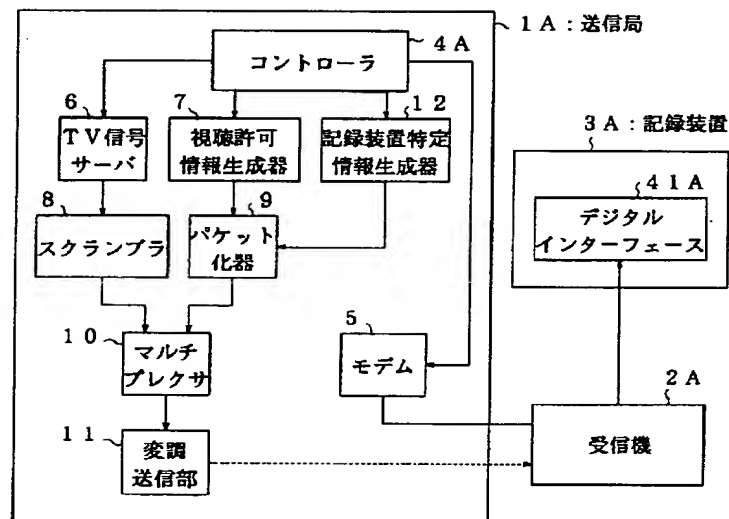 1A:送信局
4A
コントローラ
6
TV信号
サーバ
7
視聴許可
情報生成器
12
記録装置特定
情報生成器
3A:記録装置
41A
デジタル
インターフェース
8
スクランブラ
9
パケット
化器
10
マルチ
プレクサ
5
モデム
2A
受信機
11
変調
送信部